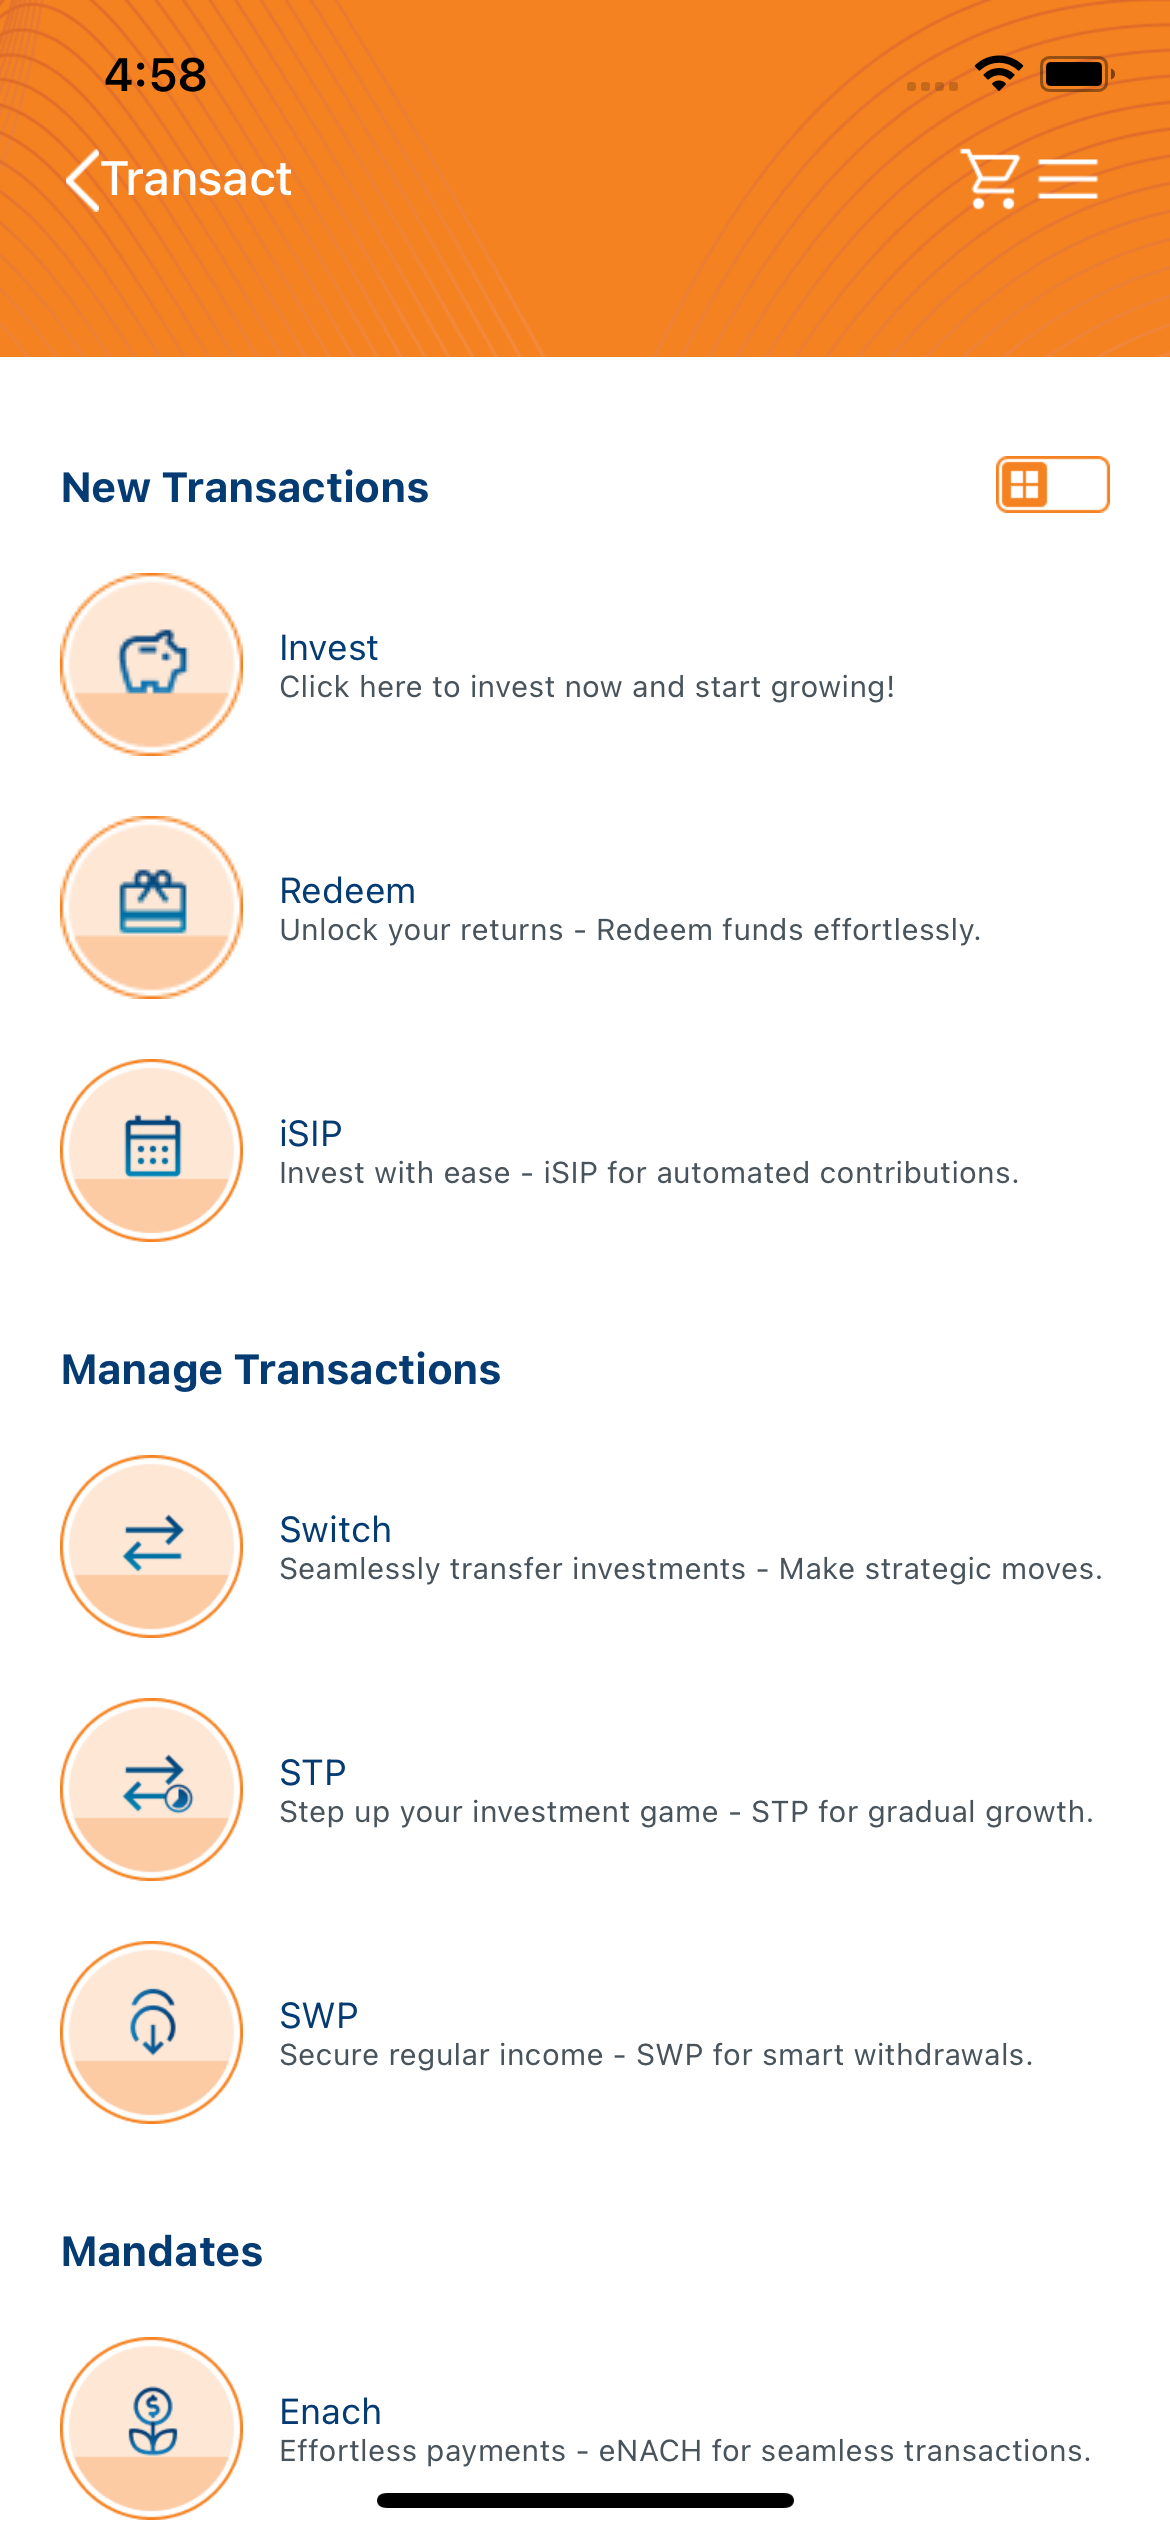 4:58
Transact
New Transactions
Invest
Click here to invest now and start growing!
Redeem
Unlock your returns - Redeem funds effortlessly.
iSIP
Invest with ease - iSIP for automated contributions.
Manage Transactions
Switch
Seamlessly transfer investments - Make strategic moves.
STP
Step up your investment game - STP for gradual growth.
SWP
Secure regular income - SWP for smart withdrawals.
Mandates
$
Enach
Effortless payments - eNACH for seamless transactions.